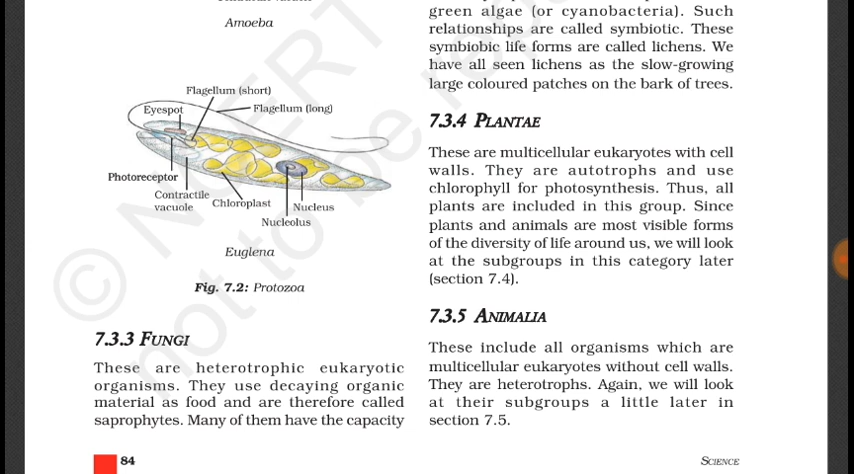 Amoeba
Flagellum (short)
Eyespot
Flagellum (long)
Photoreceptor
Contractile
vacuole
Chloroplast
Nucleus
Nucleolus
Euglena
Fig. 7.2: Protozoa
7.3.3 FUNGI
These are heterotrophic eukaryotic
organisms. They use decaying organic
material as food and are therefore called
saprophytes. Many of them have the capacity
green algae (or cyanobacteria). Such
relationships are called symbiotic. These
symbiobic life forms are called lichens. We
have all seen lichens as the slow-growing
large coloured patches on the bark of trees.
7.3.4 PLANTAE
These are multicellular eukaryotes with cell
walls. They are autotrophs and use
chlorophyll for photosynthesis. Thus, all
plants are included in this group. Since
plants and animals are most visible forms
of the diversity of life around us, we will look
at the subgroups in this category later
(section 7.4).
7.3.5 ANIMALIA
These include all organisms which are
multicellular eukaryotes without cell walls.
They are heterotrophs. Again, we will look
at their subgroups a little later in
section 7.5.
84
SCIENCE
© NCERT
not to be